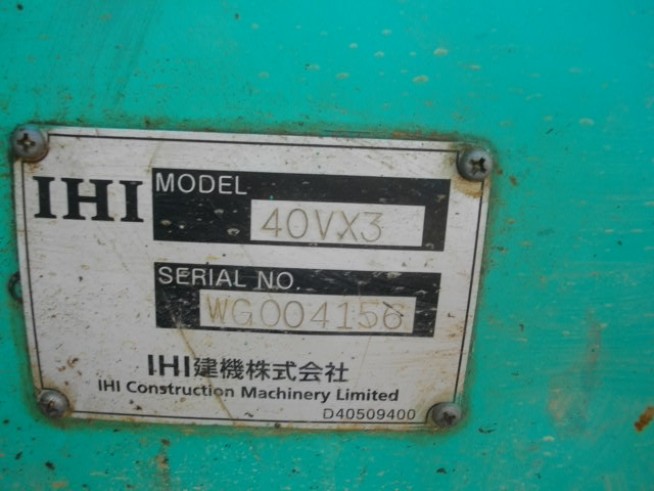 IHI
MODEL
40VX3
SERIAL NO.
WG004156
IHI建機株式会社
IHI Construction Machinery Limited
D40509400